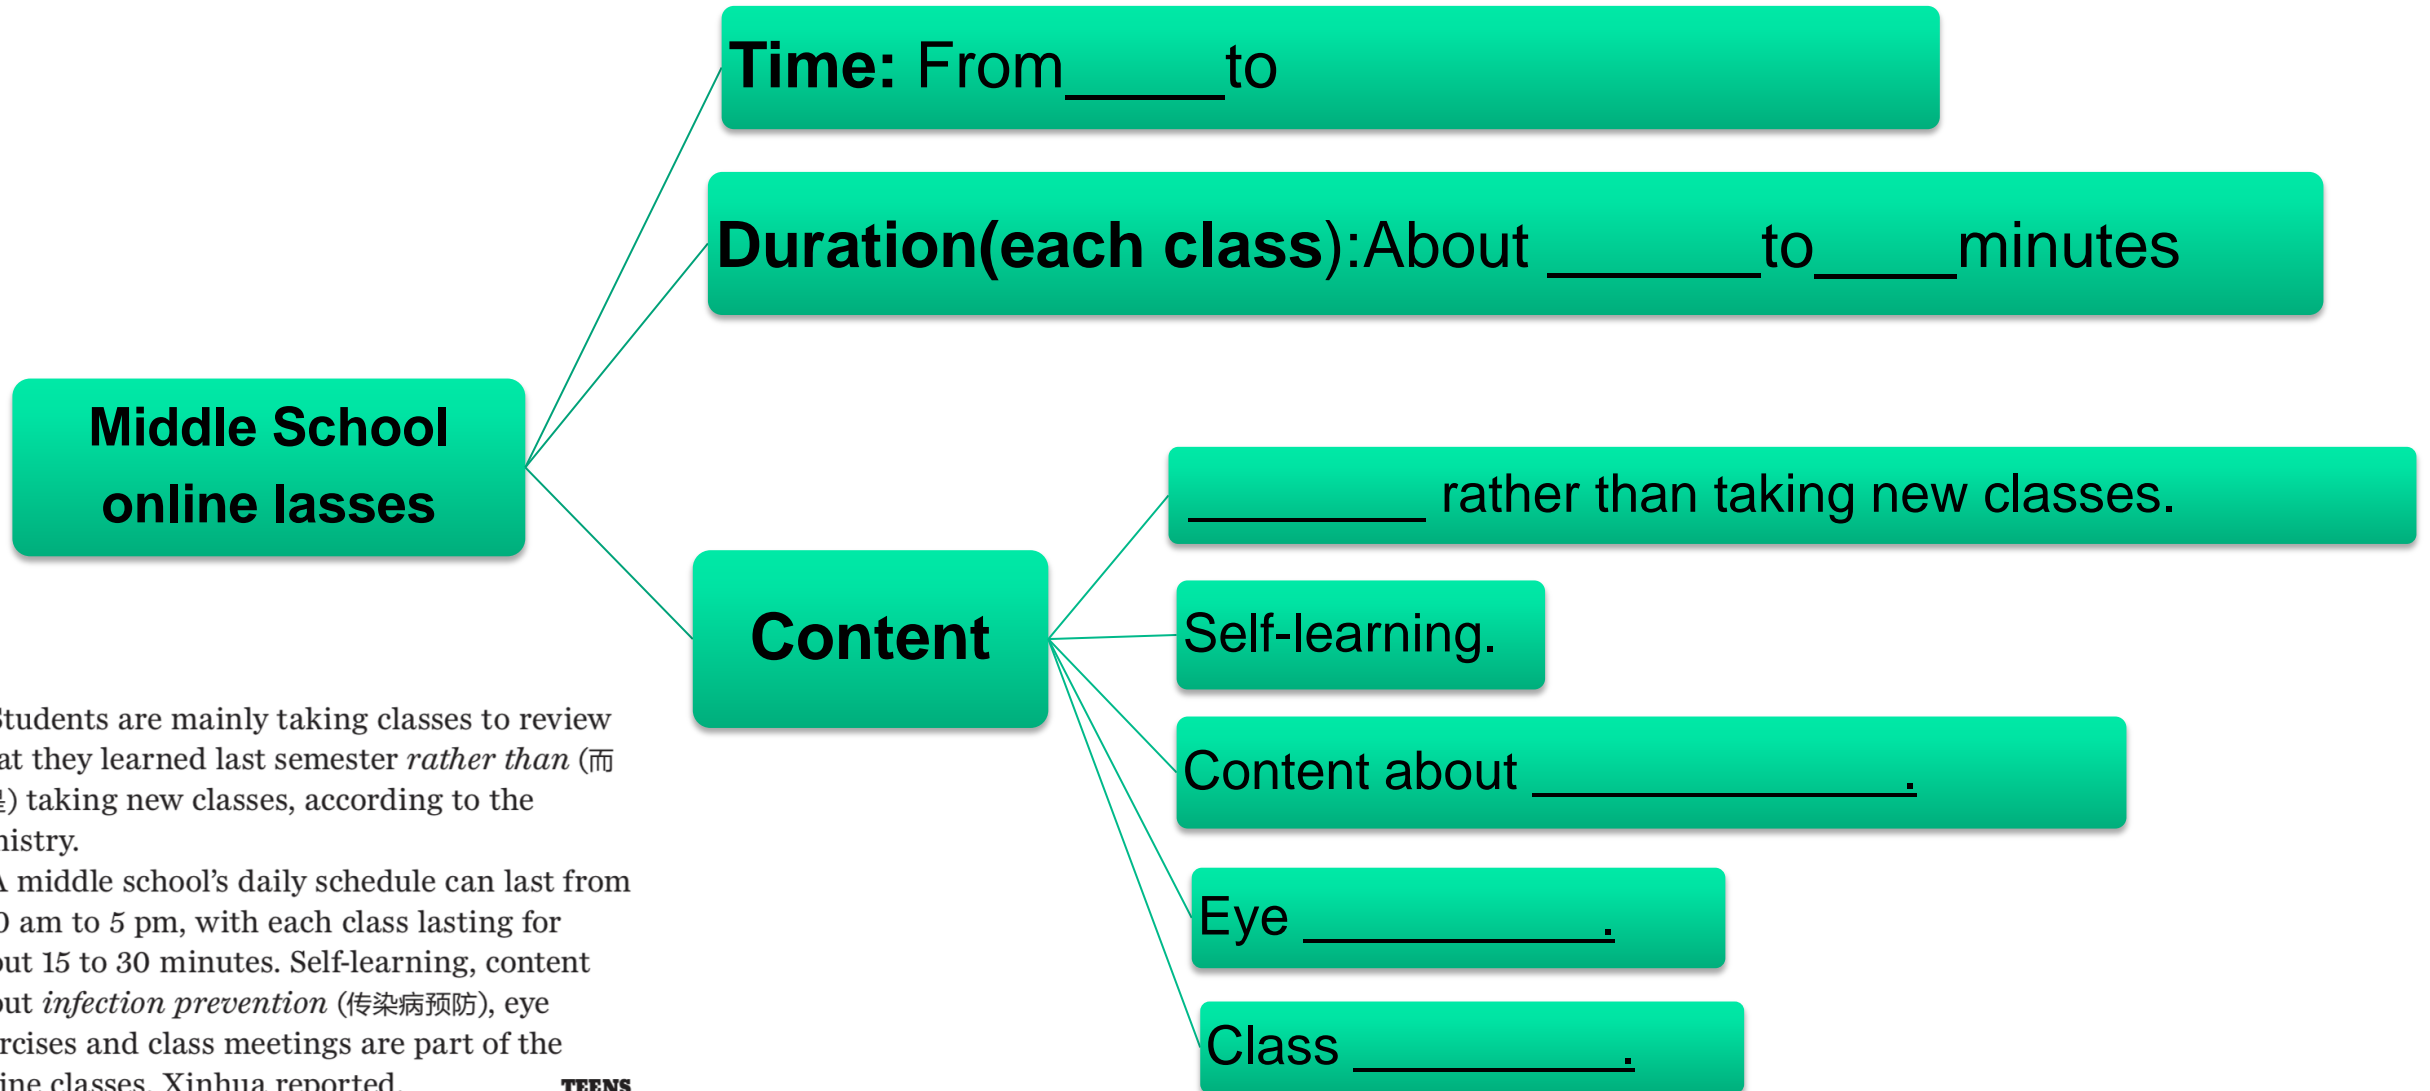 Time: From_____to
Duration(each class):About ______to____minutes
Middle School
online lasses
________ rather than taking new classes.
Content
Self-learning.
Content about _____________.
Eye __________.
Class _________.
Students are mainly taking classes to review
at they learned last semester rather than (而
) taking new classes, according to the
nistry.
A middle school's daily schedule can last from
0 am to 5 pm, with each class lasting for
out 15 to 30 minutes. Self-learning, content
out infection prevention (传染病预防), eye
rcises and class meetings are part of the
ine classes, Xinhua reported.
TEENS